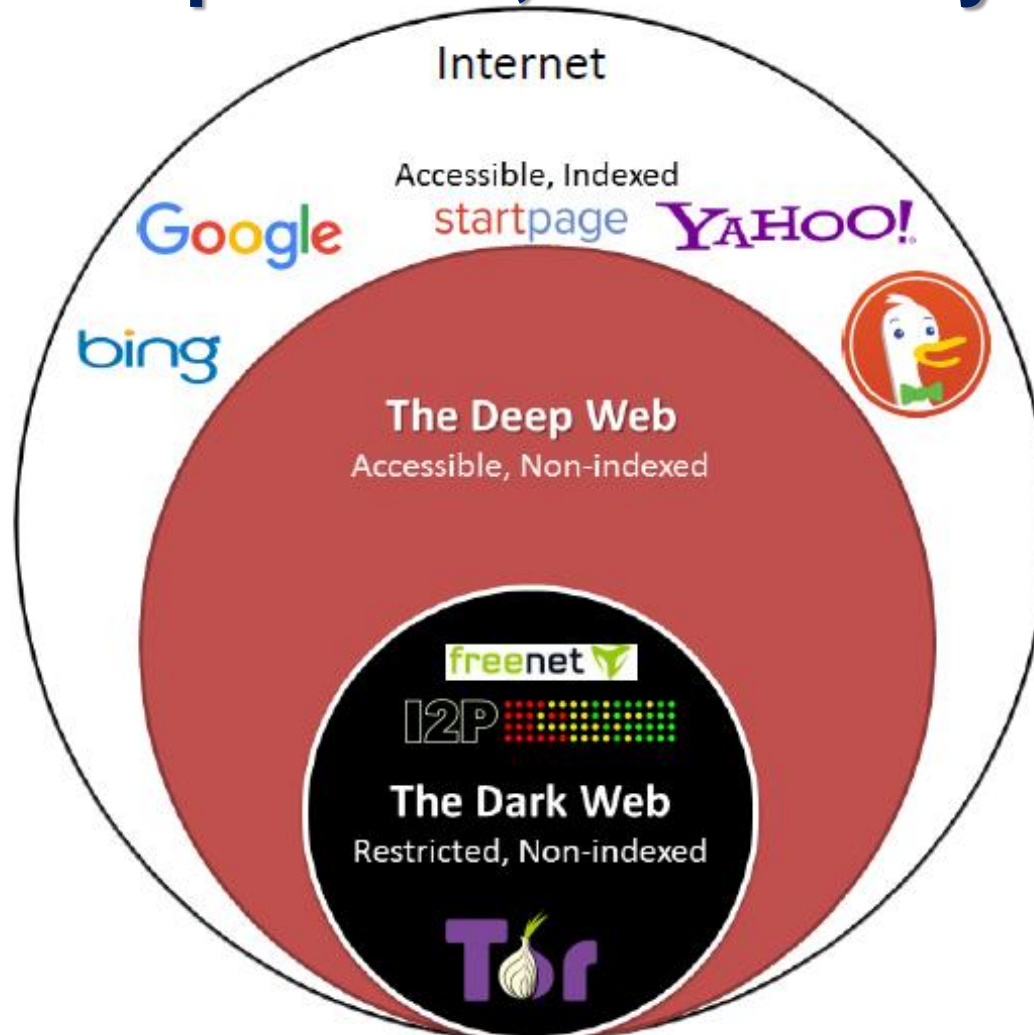 Internet
Accessible, Indexed
Google startpage YAHOO!
bing
The Deep Web
Accessible, Non-indexed
freenet
I2P
The Dark Web
Restricted, Non-indexed
Tor